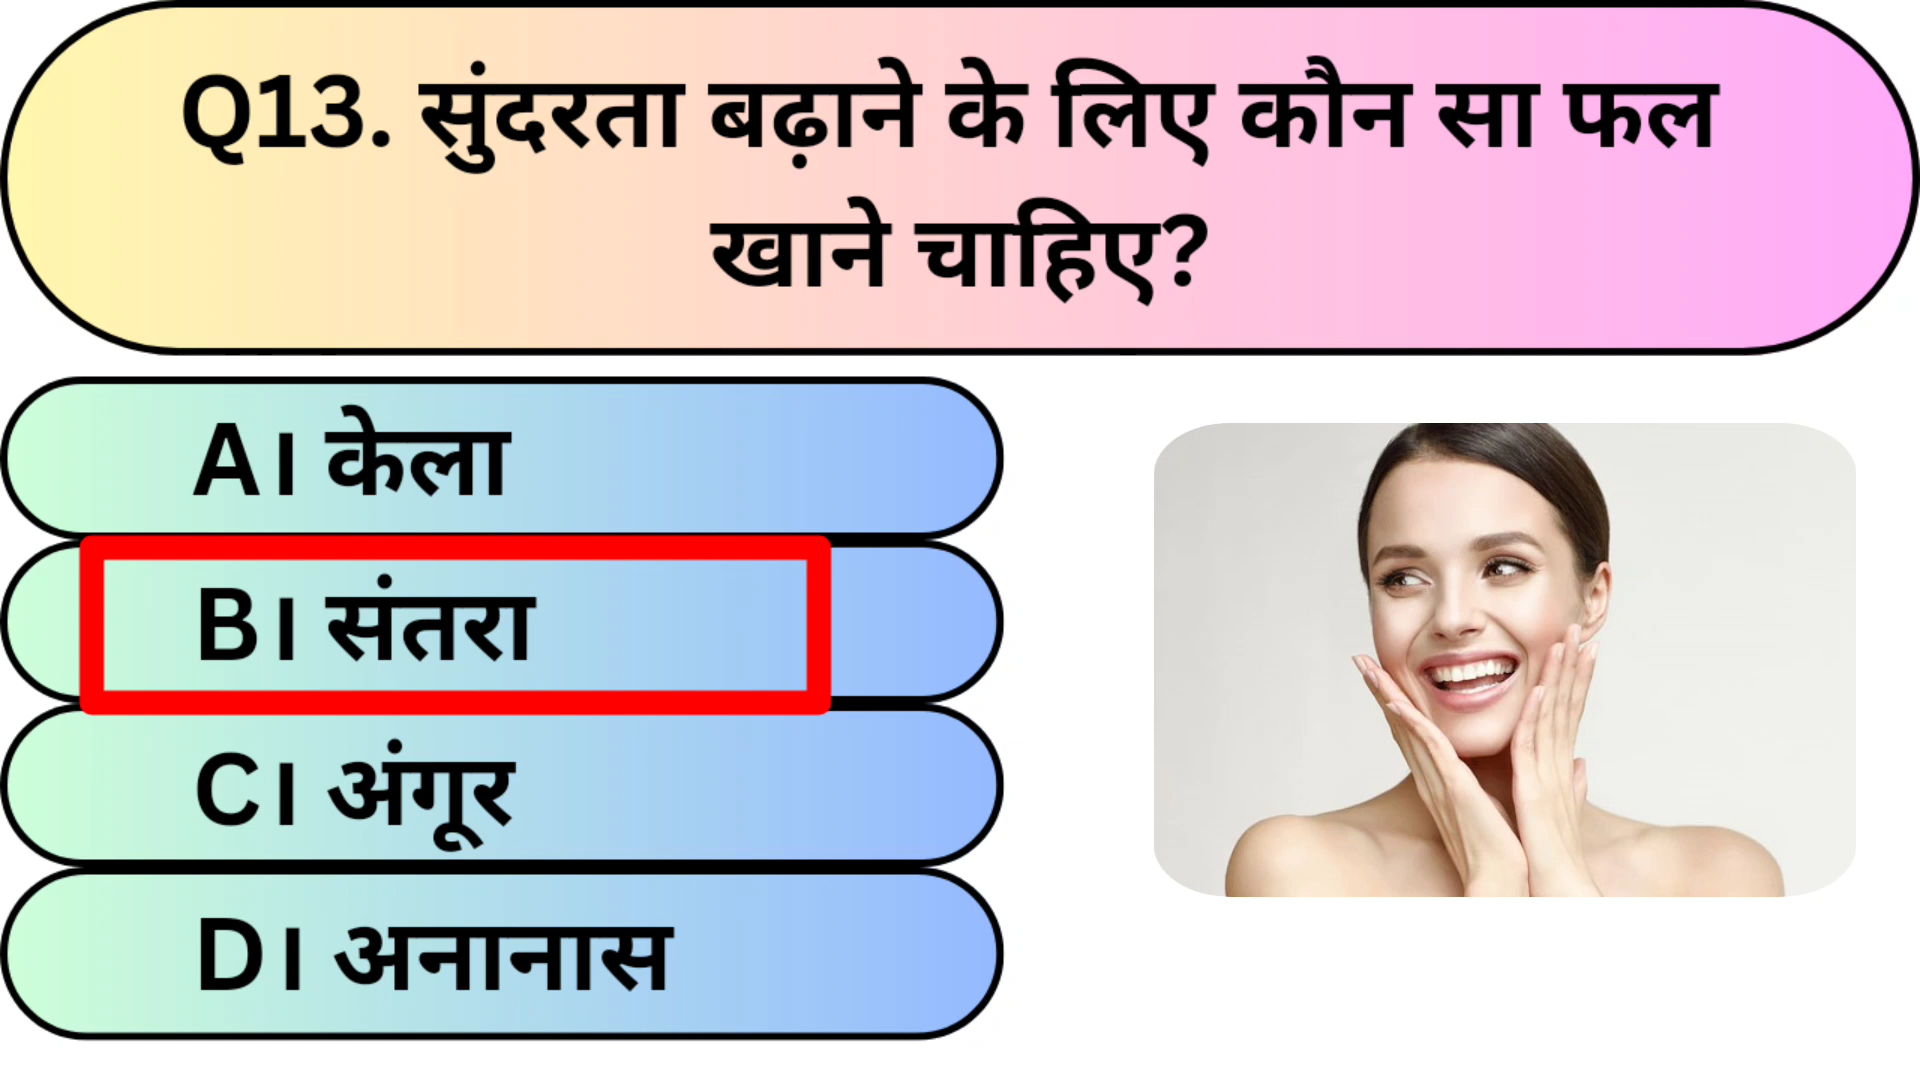 Q13. सुंदरता बढ़ाने के लिए कौन सा फल
खाने चाहिए?
A। केला
B। संतरा
C। अंगूर
D। अनानास